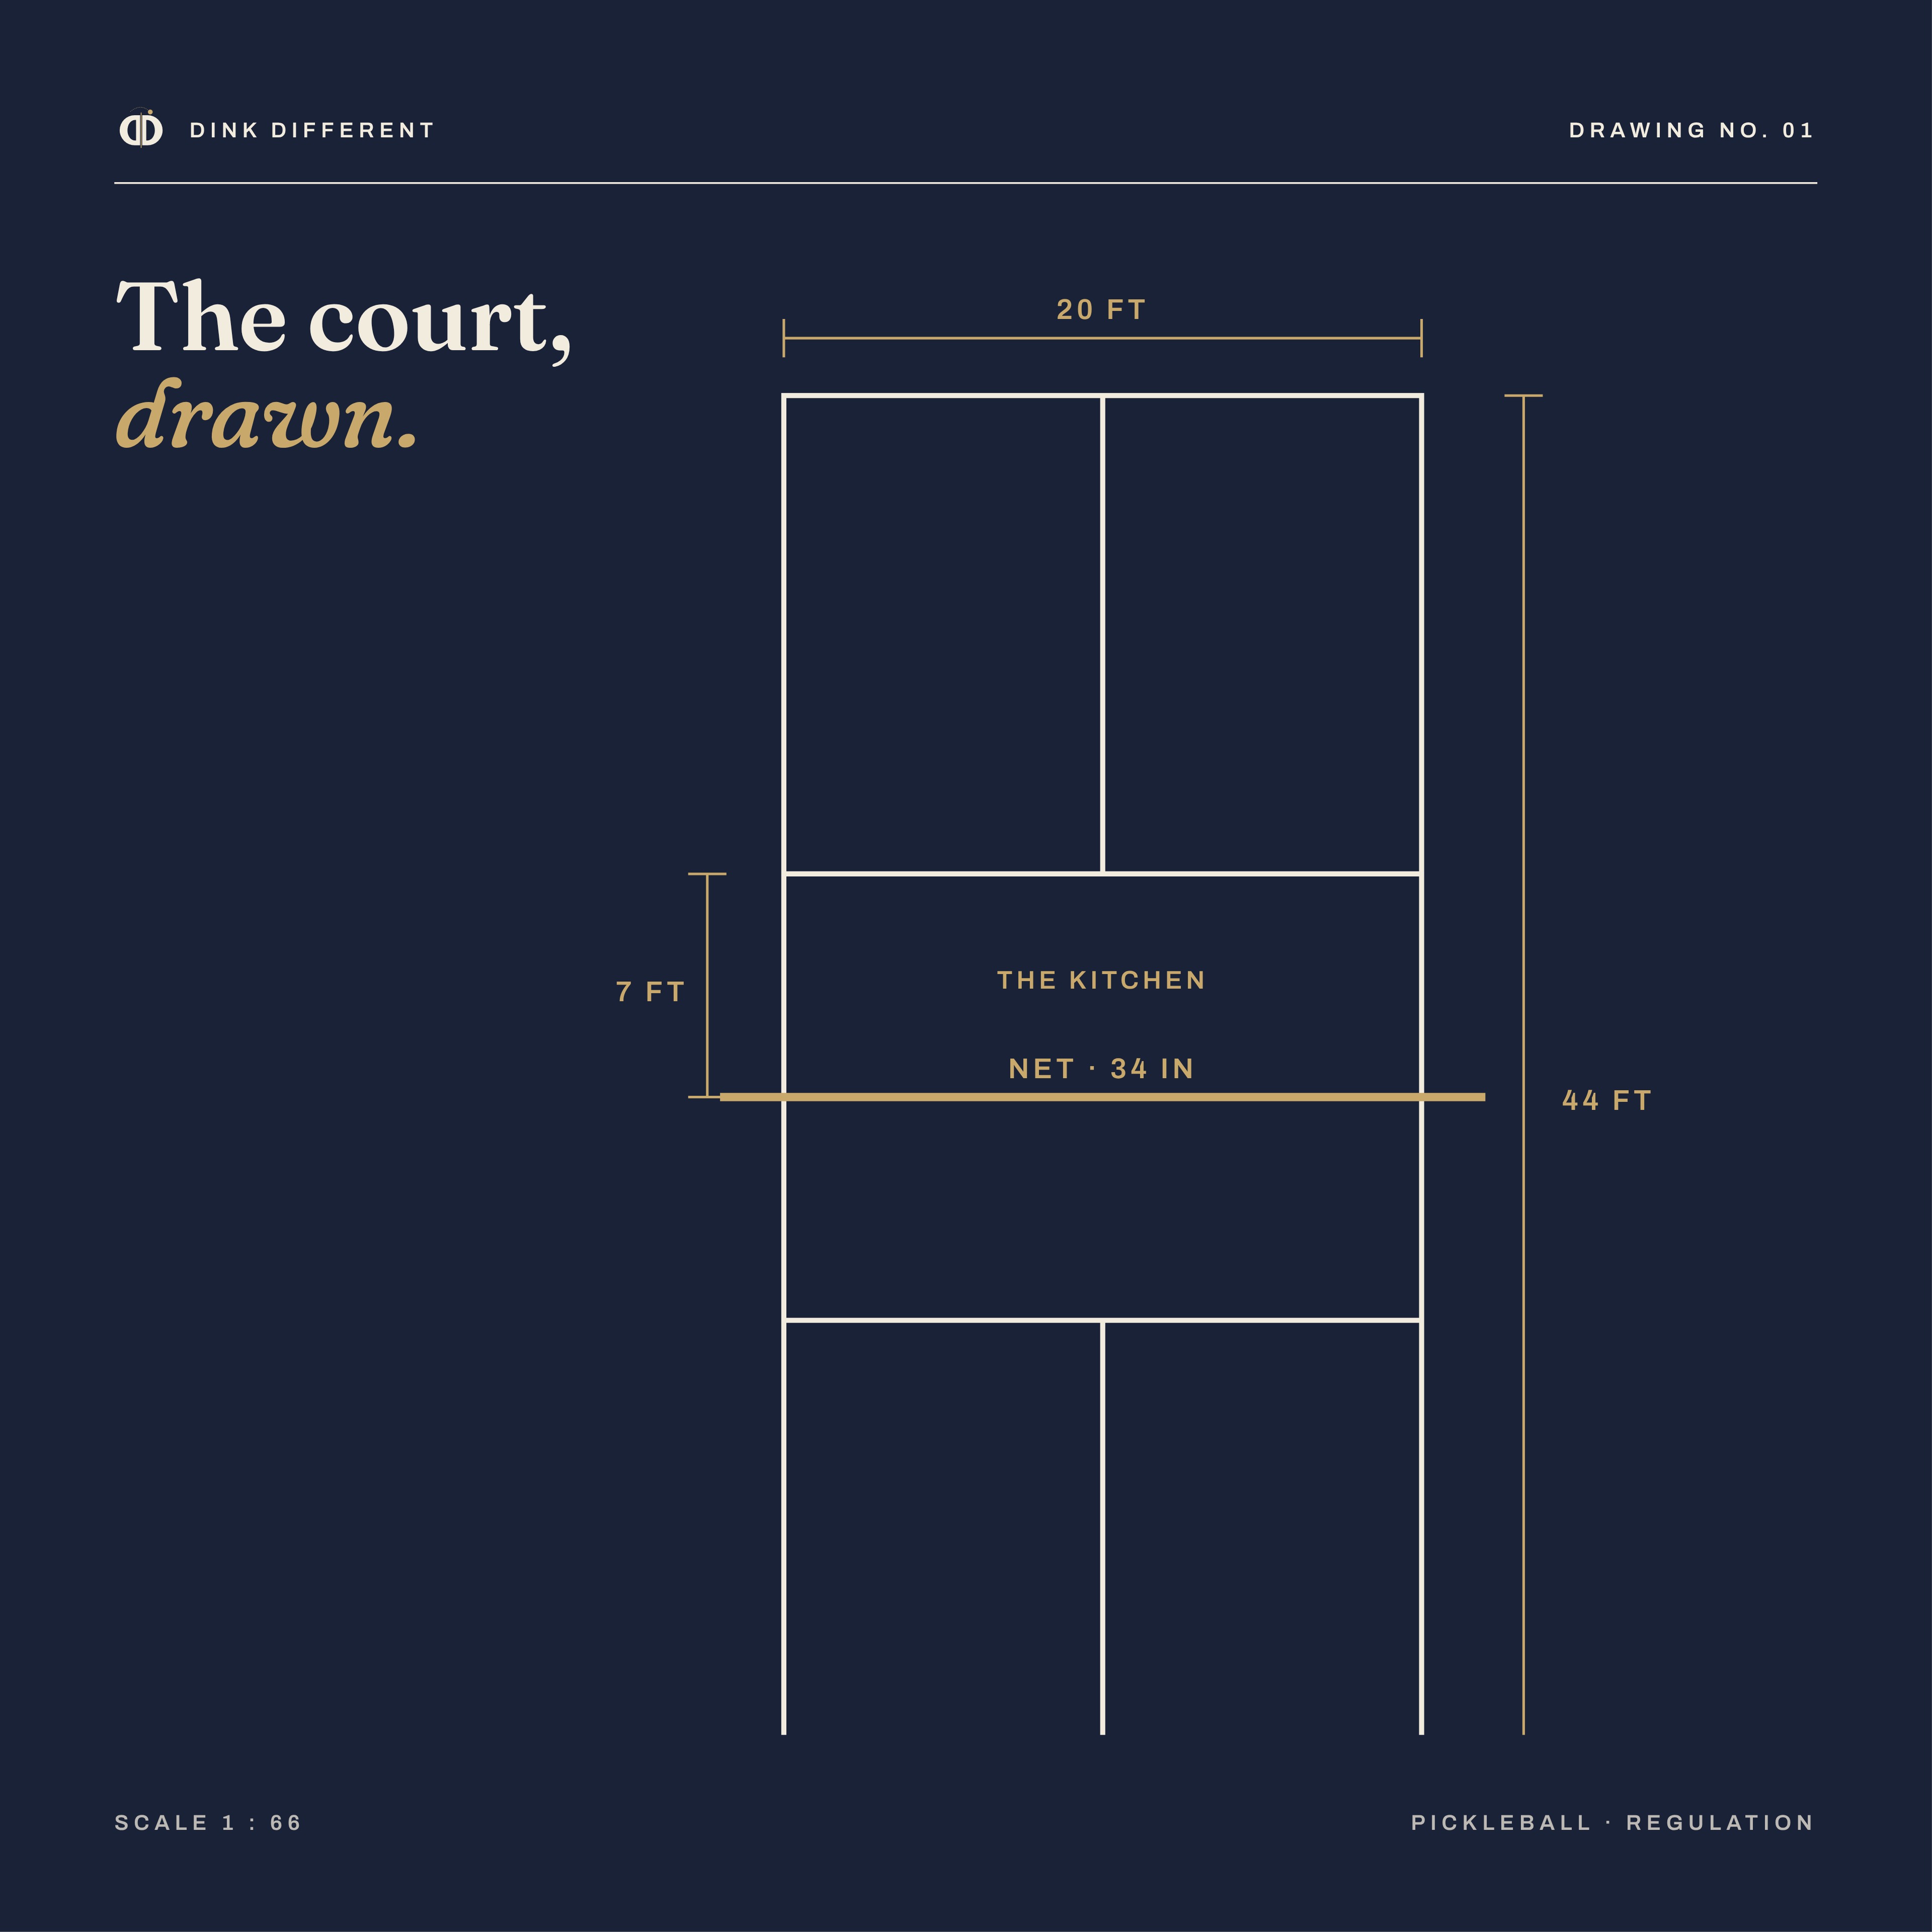 DINK DIFFERENT
DRAWING NO. 01
The court,
drawn.
20 FT
7 FT
THE KITCHEN
NET · 34 IN
44 FT
SCALE 1 : 66
PICKLEBALL · REGULATION